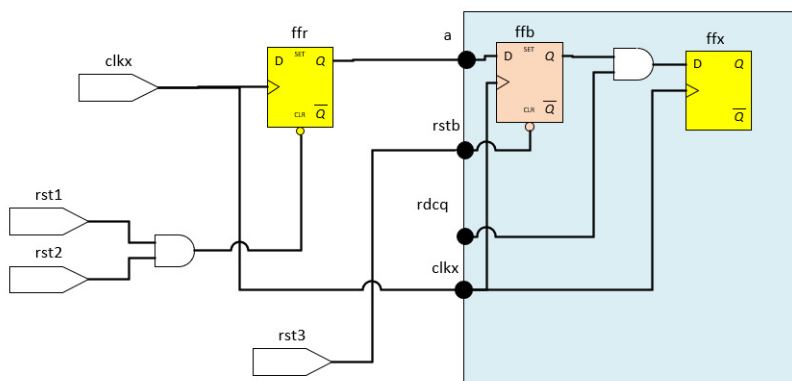 ffr
ffb
ffx
a
clkx
D SET Q
CLR Q
D SET Q
CLR Q
D Q
Q
rstb
rst1
rst2
rdcq
clkx
rst3